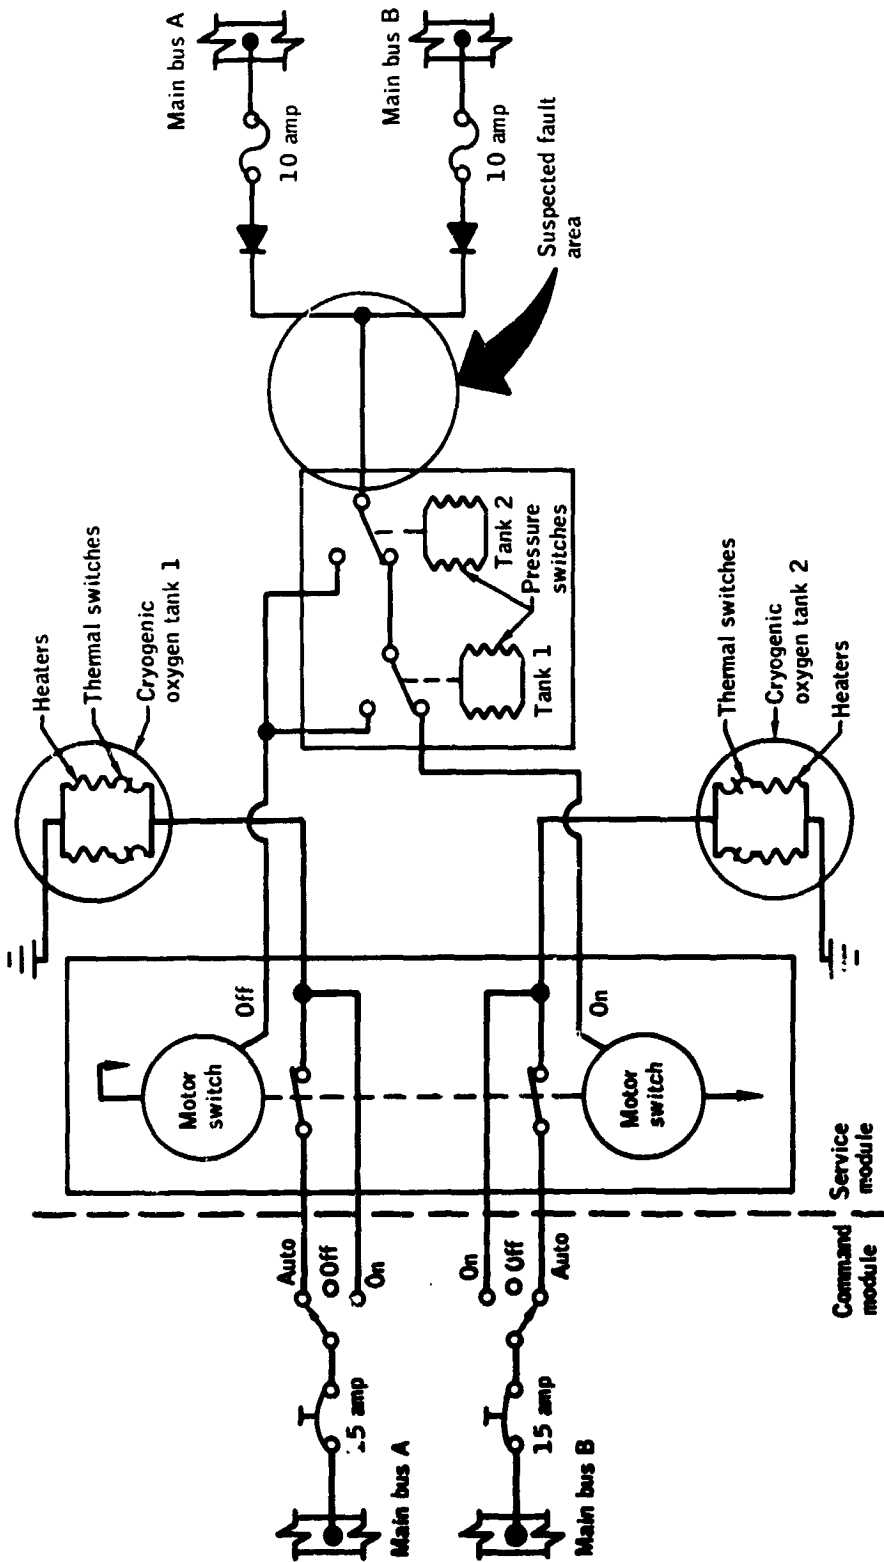 Main bus A
10 amp
Main bus B
10 amp
Suspected fault
area
Heaters
Thermal switches
Cryogenic
oxygen tank 1
Tank 2
Pressure
switches
Tank 1
Thermal switches
Cryogenic
oxygen tank 2
Heaters
Off
Motor
switch
On
Motor
switch
Service
module
Command
module
Auto
Off
On
On
Off
Auto
15 amp
Main bus A
15 amp
Main bus B